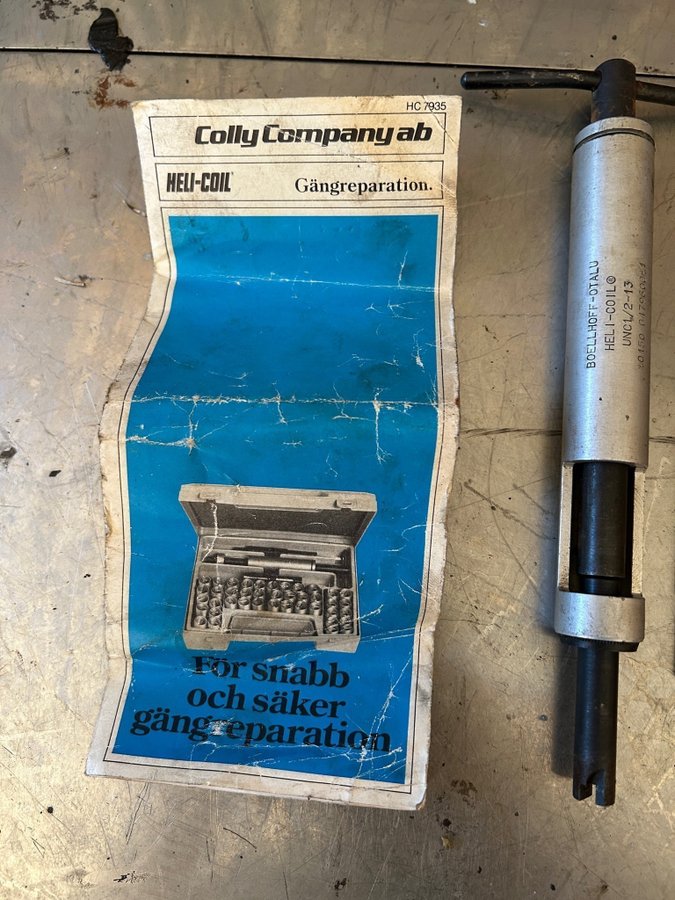 HC 7935
Colly Company ab
HELI-COIL
Gängreparation.
För snabb
och säker
gängreparation
BOELLHOFF-OTALU
HELI-COIL®
UNC1/2-13